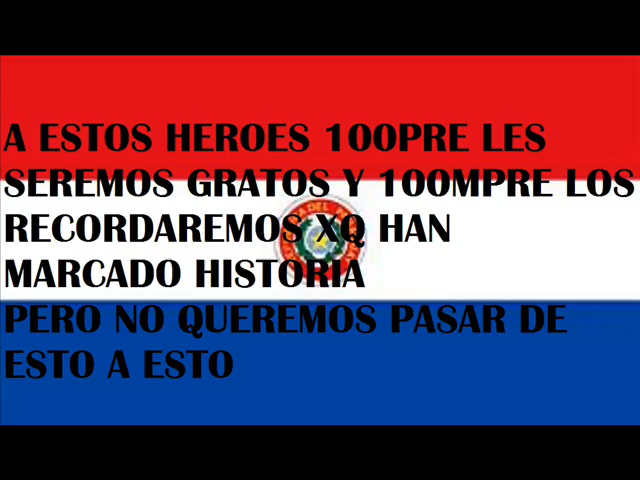 A ESTOS HEROES 100PRE LES
SEREMOS GRATOS Y 100MPRE LOS
RECORDAREMOS XQ HAN
MARCADO HISTORIA
PERO NO QUEREMOS PASAR DE
ESTO A ESTO